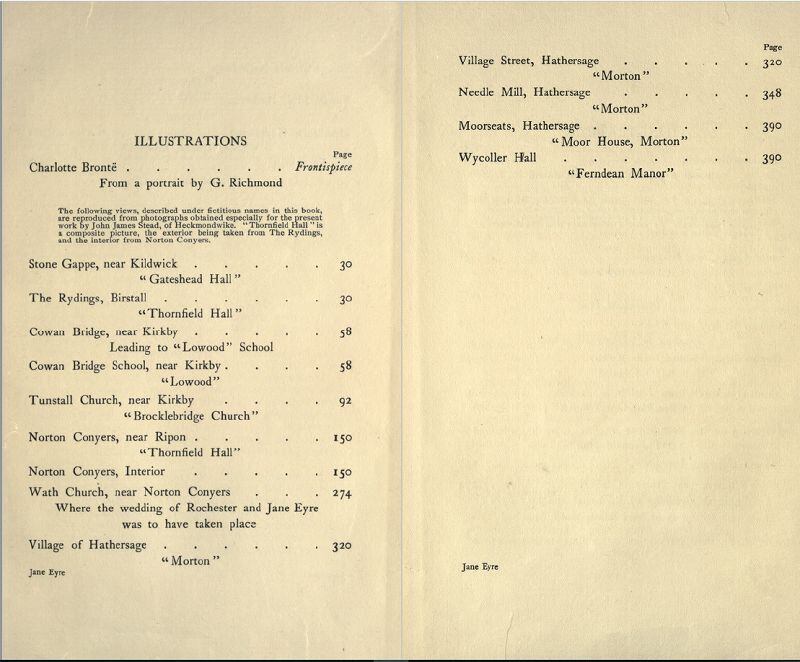 ILLUSTRATIONS
Page
Charlotte Brontë . . . . . . Frontispiece
From a portrait by G. Richmond
The following views, described under fictitious names in this book,
are reproduced from photographs obtained especially for the present
work by John James Stead, of Heckmondwike. "Thornfield Hall" is
a composite picture, the exterior being taken from The Rydings,
and the interior from Norton Conyers.
Stone Gappe, near Kildwick . . . . . 30
"Gateshead Hall"
The Rydings, Birstall . . . . . . 30
"Thornfield Hall"
Cowan Bridge, near Kirkby . . . . . 58
Leading to "Lowood" School
Cowan Bridge School, near Kirkby . . . . 58
"Lowood"
Tunstall Church, near Kirkby . . . . 92
"Brocklebridge Church"
Norton Conyers, near Ripon . . . . . 150
"Thornfield Hall"
Norton Conyers, Interior . . . . . 150
Wath Church, near Norton Conyers . . . 274
Where the wedding of Rochester and Jane Eyre
was to have taken place
Village of Hathersage . . . . . . 320
"Morton"
Jane Eyre
Page
Village Street, Hathersage . . . . . 320
"Morton"
Needle Mill, Hathersage . . . . . 348
"Morton"
Moorseats, Hathersage . . . . . . 390
"Moor House, Morton"
Wycoller Hall . . . . . . . 390
"Ferndean Manor"
Jane Eyre